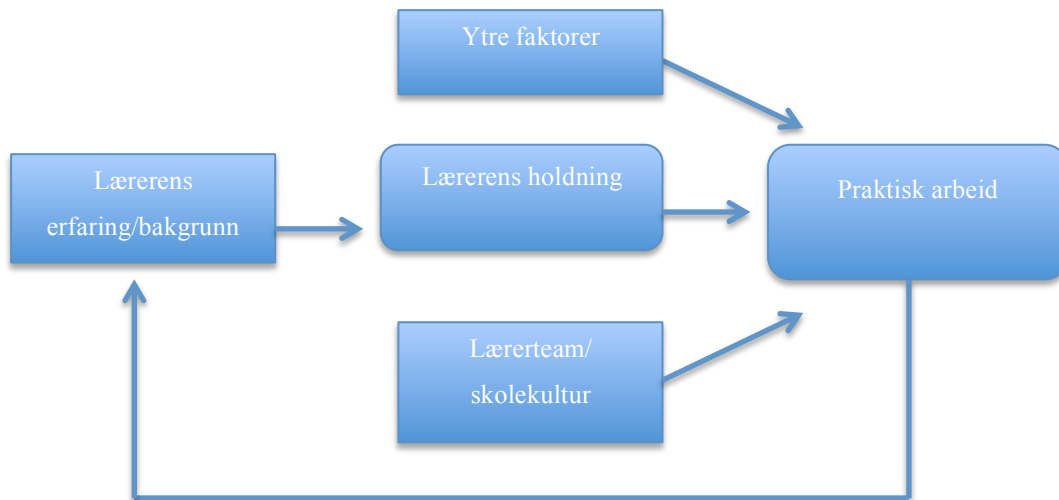 Ytre faktorer
Lærerens
erfaring/bakgrunn
Lærerens holdning
Praktisk arbeid
Lærerteam/
skolekultur